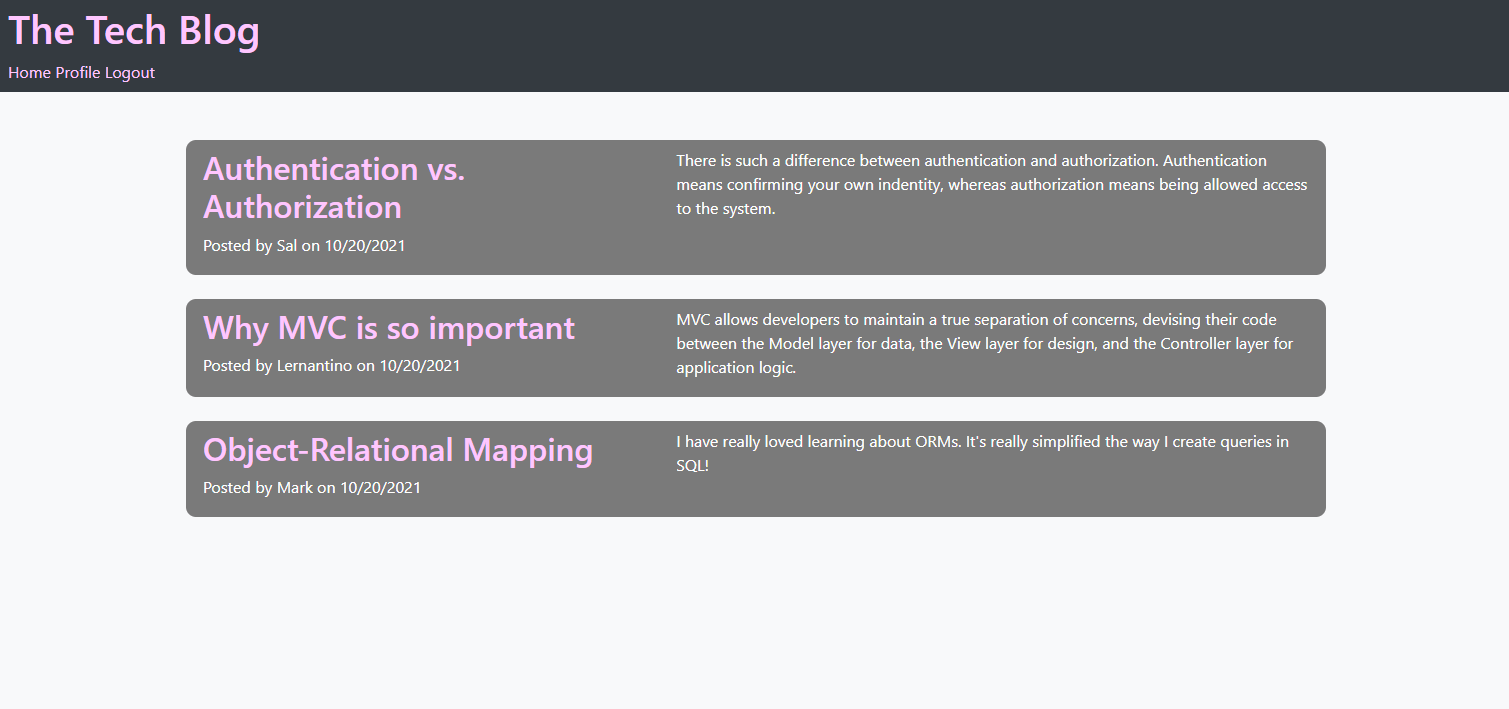 The Tech Blog
Home Profile Logout
Authentication vs.
Authorization
Posted by Sal on 10/20/2021
There is such a difference between authentication and authorization. Authentication
means confirming your own indentity, whereas authorization means being allowed access
to the system.
Why MVC is so important
Posted by Lernantino on 10/20/2021
MVC allows developers to maintain a true separation of concerns, devising their code
between the Model layer for data, the View layer for design, and the Controller layer for
application logic.
Object-Relational Mapping
Posted by Mark on 10/20/2021
I have really loved learning about ORMs. It's really simplified the way I create queries in
SQL!